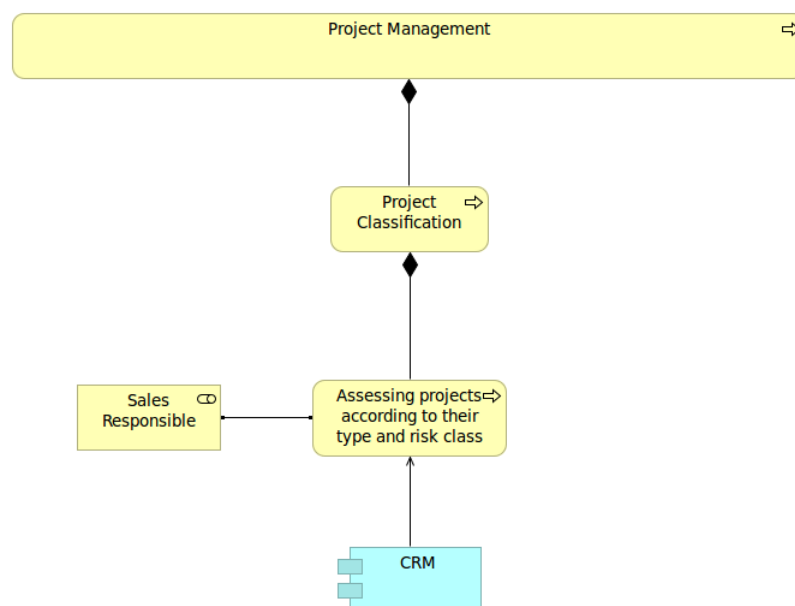 Project Management
Project
Classification
Sales
Responsible
Assessing projects
according to their
type and risk class
CRM